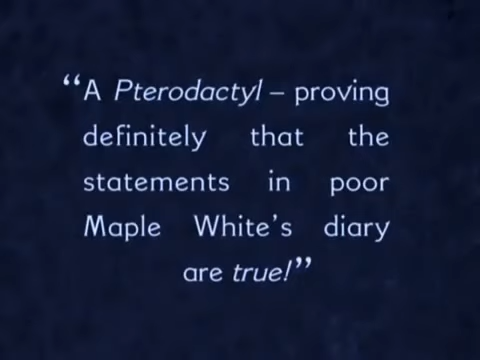 “A Pterodactyl – proving
definitely that the
statements in poor
Maple White’s diary
are true!”